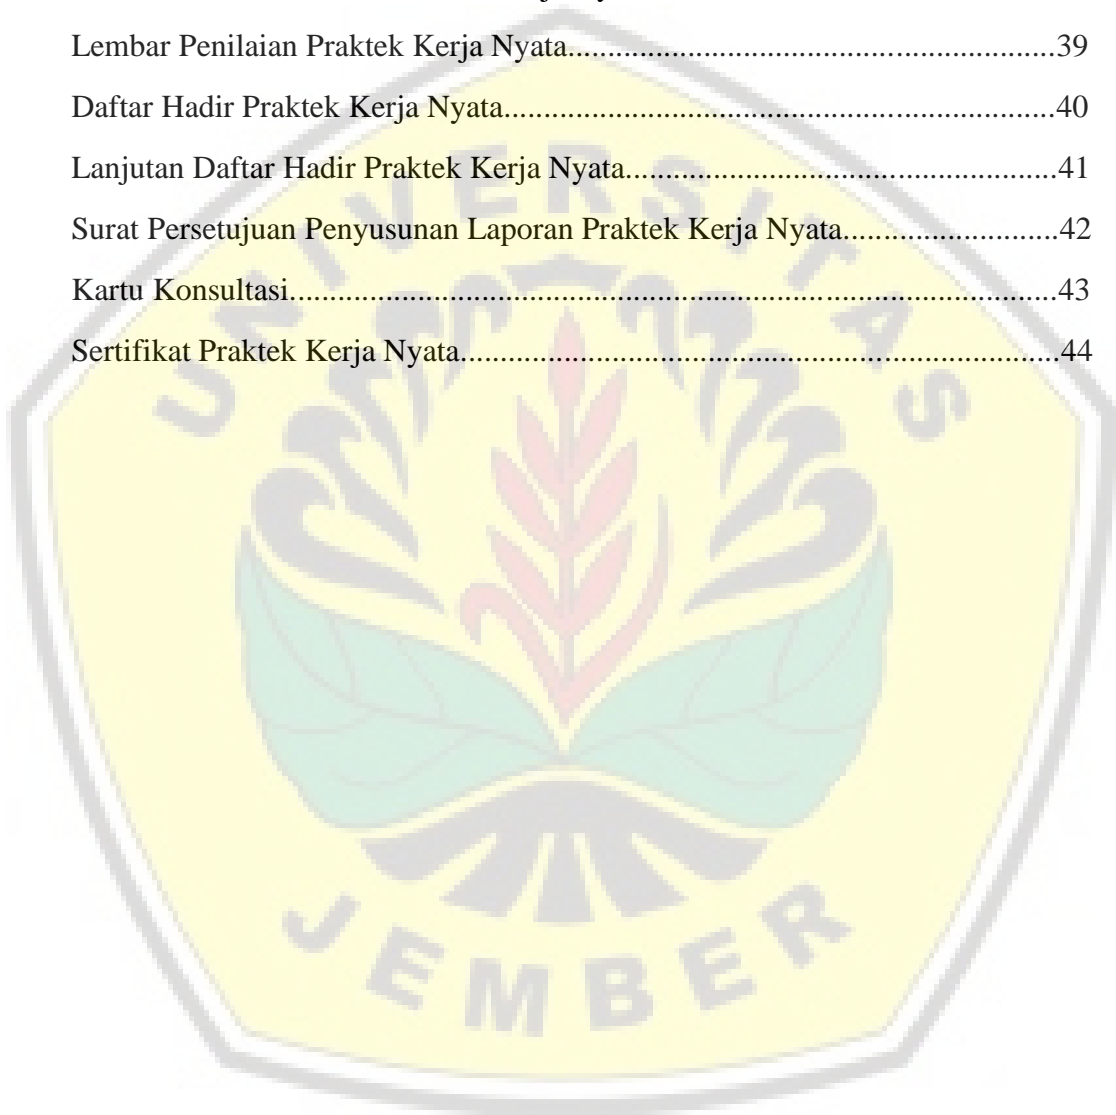 Lembar Penilaian Praktek Kerja Nyata................................................................39
Daftar Hadir Praktek Kerja Nyata.....................................................................40
Lanjutan Daftar Hadir Praktek Kerja Nyata......................................................41
Surat Persetujuan Penyusunan Laporan Praktek Kerja Nyata...........................42
Kartu Konsultasi................................................................................................43
Sertifikat Praktek Kerja Nyata...........................................................................44
UNIVERSITAS
JEMBER